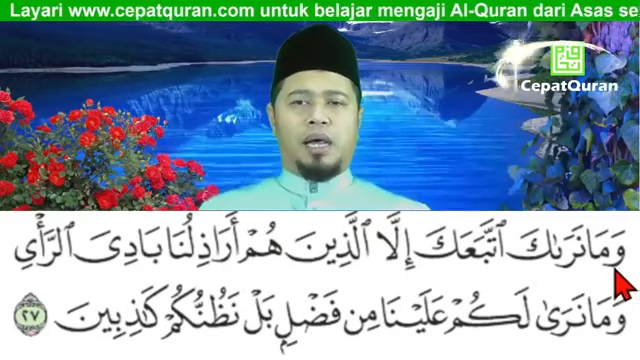 Layari www.cepatquran.com untuk belajar mengaji Al-Quran dari Asas se
CepatQuran
وَمَا نَرَىٰكَ ٱتَّبَعَكَ إِلَّا ٱلَّذِينَ هُمْ أَرَاذِلُنَا بَادِىَ ٱلرَّأْىِ
وَمَا نَرَىٰ لَكُمْ عَلَيْنَا مِن فَضْلٍۭ بَلْ نَظُنُّكُمْ كَـٰذِبِينَ ٢٧